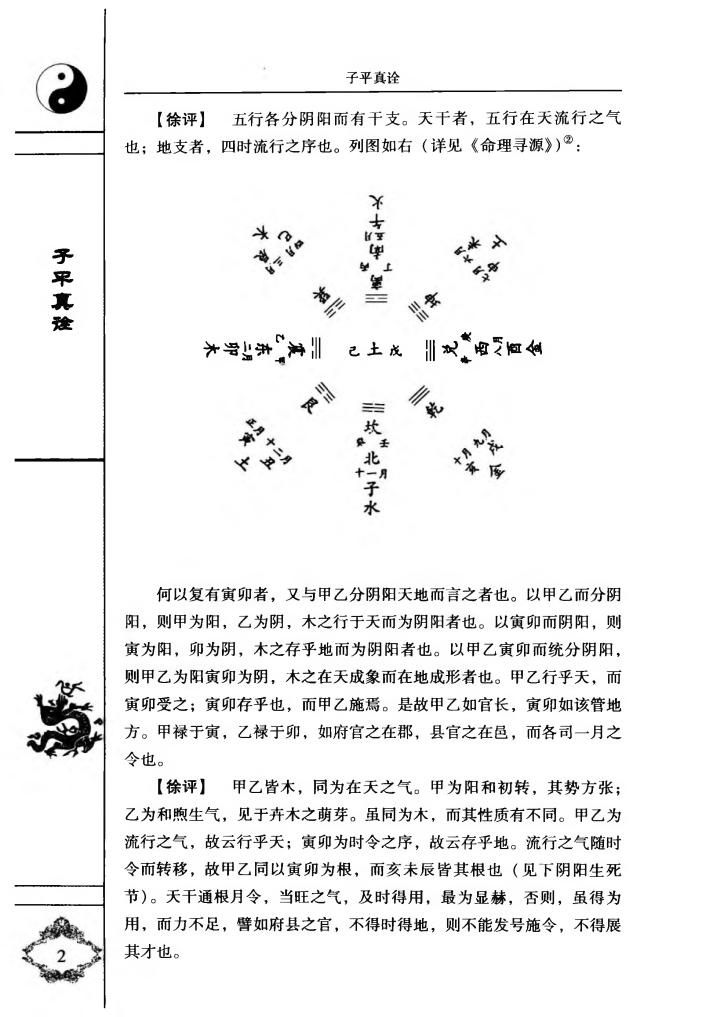 子平真诠
子平真诠
【徐评】 五行各分阴阳而有干支。天干者，五行在天流行之气
也；地支者，四时流行之序也。列图如右（详见《命理寻源》）②：
火
午
五月
南
丁 丙
离
木
巳
辰
四月
三月
巽
土
未
申
六月
七月
坤
木 卯 二月 东 乙 甲 震
己 土 戊
兑 庚 辛 西 八月 酉 金
艮
正月
寅
十二月
丑
土
乾
九月
戌
十月
寅
金
坎
癸 壬
北
十一月
子
水
何以复有寅卯者，又与甲乙分阴阳天地而言之者也。以甲乙而分阴
阳，则甲为阳，乙为阴，木之行于天而为阴阳者也。以寅卯而阴阳，则
寅为阳，卯为阴，木之存乎地而为阴阳者也。以甲乙寅卯而统分阴阳，
则甲乙为阳寅卯为阴，木之在天成象而在地成形者也。甲乙行乎天，而
寅卯受之；寅卯存乎也，而甲乙施焉。是故甲乙如官长，寅卯如该管地
方。甲禄于寅，乙禄于卯，如府官之在郡，县官之在邑，而各司一月之
令也。
【徐评】 甲乙皆木，同为在天之气。甲为阳和初转，其势方张；
乙为和煦生气，见于卉木之萌芽。虽同为木，而其性质有不同。甲乙为
流行之气，故云行乎天；寅卯为时令之序，故云存乎地。流行之气随时
令而转移，故甲乙同以寅卯为根，而亥未辰皆其根也（见下阴阳生死
节）。天干通根月令，当旺之气，及时得用，最为显赫，否则，虽得为
用，而力不足，譬如府县之官，不得时得地，则不能发号施令，不得展
其才也。
2